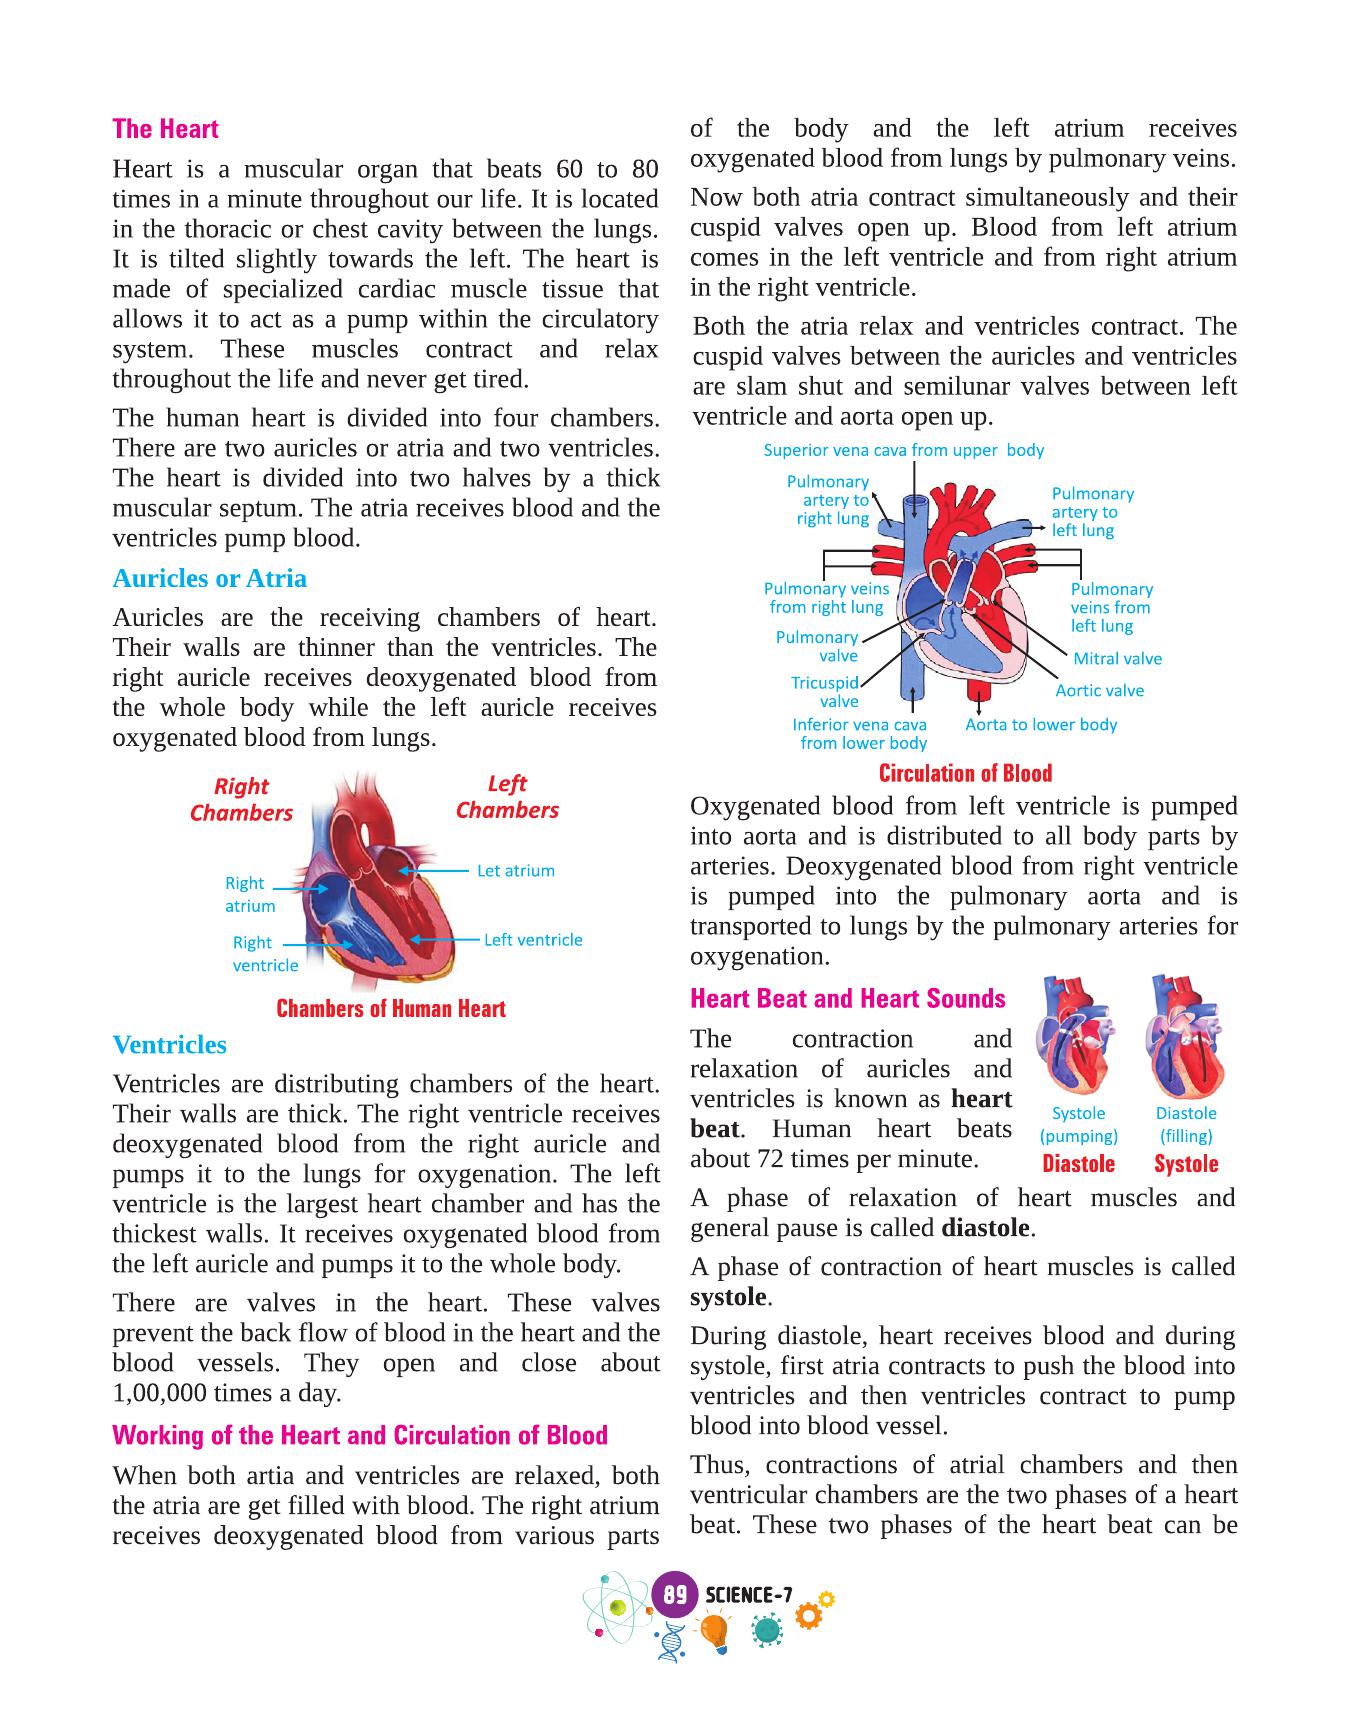 The Heart
Heart is a muscular organ that beats 60 to 80
times in a minute throughout our life. It is located
in the thoracic or chest cavity between the lungs.
It is tilted slightly towards the left. The heart is
made of specialized cardiac muscle tissue that
allows it to act as a pump within the circulatory
system. These muscles contract and relax
throughout the life and never get tired.
The human heart is divided into four chambers.
There are two auricles or atria and two ventricles.
The heart is divided into two halves by a thick
muscular septum. The atria receives blood and the
ventricles pump blood.
Auricles or Atria
Auricles are the receiving chambers of heart.
Their walls are thinner than the ventricles. The
right auricle receives deoxygenated blood from
the whole body while the left auricle receives
oxygenated blood from lungs.
Right
Chambers
Left
Chambers
Let atrium
Right
atrium
Left ventricle
Right
ventricle
Chambers of Human Heart
Ventricles
Ventricles are distributing chambers of the heart.
Their walls are thick. The right ventricle receives
deoxygenated blood from the right auricle and
pumps it to the lungs for oxygenation. The left
ventricle is the largest heart chamber and has the
thickest walls. It receives oxygenated blood from
the left auricle and pumps it to the whole body.
There are valves in the heart. These valves
prevent the back flow of blood in the heart and the
blood vessels. They open and close about
1,00,000 times a day.
Working of the Heart and Circulation of Blood
When both artia and ventricles are relaxed, both
the atria are get filled with blood. The right atrium
receives deoxygenated blood from various parts
of the body and the left atrium receives
oxygenated blood from lungs by pulmonary veins.
Now both atria contract simultaneously and their
cuspid valves open up. Blood from left atrium
comes in the left ventricle and from right atrium
in the right ventricle.
Both the atria relax and ventricles contract. The
cuspid valves between the auricles and ventricles
are slam shut and semilunar valves between left
ventricle and aorta open up.
Superior vena cava from upper body
Pulmonary
artery to
right lung
Pulmonary
artery to
left lung
Pulmonary veins
from right lung
Pulmonary
veins from
left lung
Pulmonary
valve
Mitral valve
Tricuspid
valve
Aortic valve
Inferior vena cava
from lower body
Aorta to lower body
Circulation of Blood
Oxygenated blood from left ventricle is pumped
into aorta and is distributed to all body parts by
arteries. Deoxygenated blood from right ventricle
is pumped into the pulmonary aorta and is
transported to lungs by the pulmonary arteries for
oxygenation.
Heart Beat and Heart Sounds
The contraction and
relaxation of auricles and
ventricles is known as heart
beat. Human heart beats
about 72 times per minute.
Systole
(pumping)
Diastole
Diastole
(filling)
Systole
A phase of relaxation of heart muscles and
general pause is called diastole.
A phase of contraction of heart muscles is called
systole.
During diastole, heart receives blood and during
systole, first atria contracts to push the blood into
ventricles and then ventricles contract to pump
blood into blood vessel.
Thus, contractions of atrial chambers and then
ventricular chambers are the two phases of a heart
beat. These two phases of the heart beat can be
89 SCIENCE-7